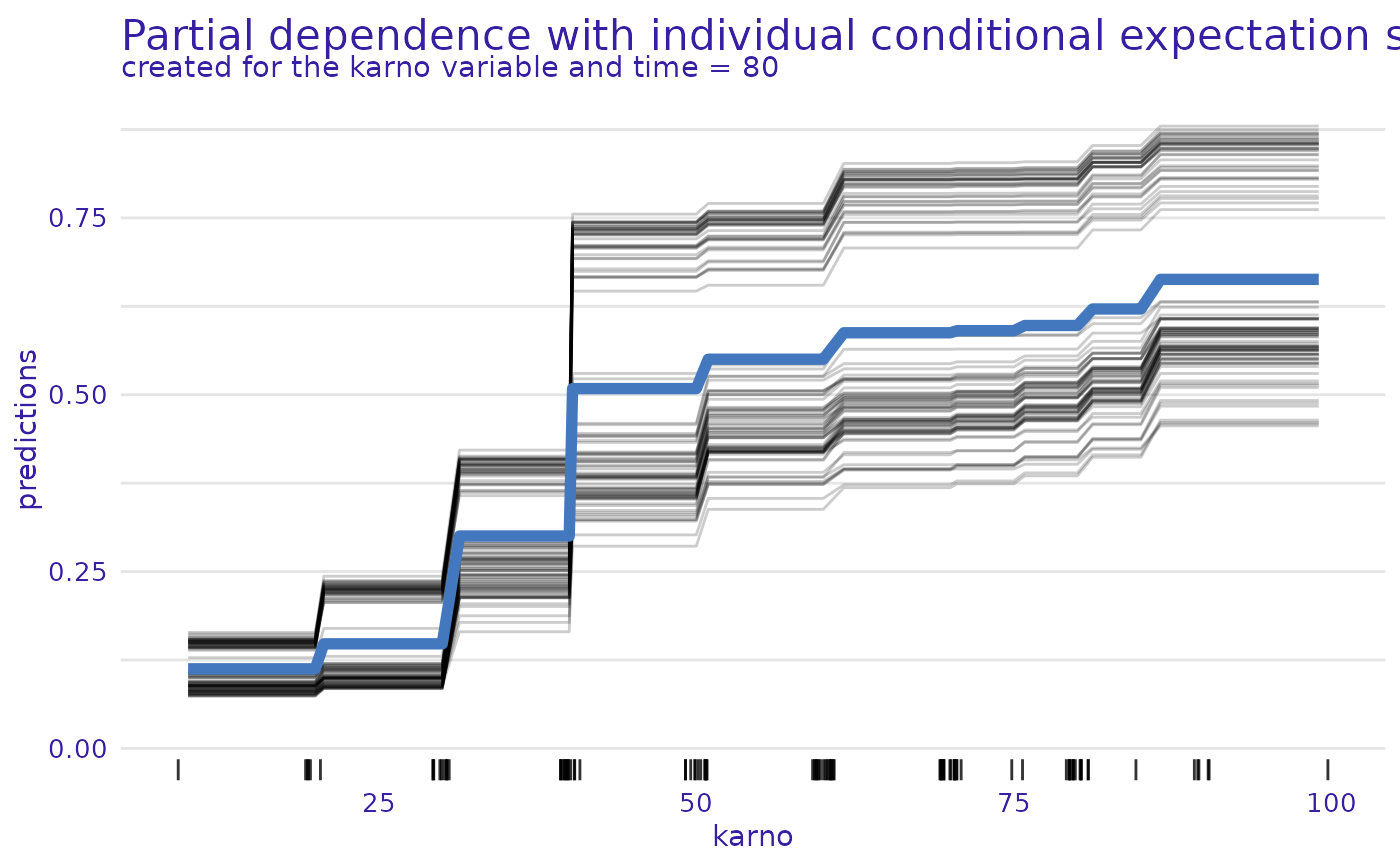 Partial dependence with individual conditional expectation s
created for the karno variable and time = 80
predictions
0.75
0.50
0.25
0.00
25 50 75 100
karno